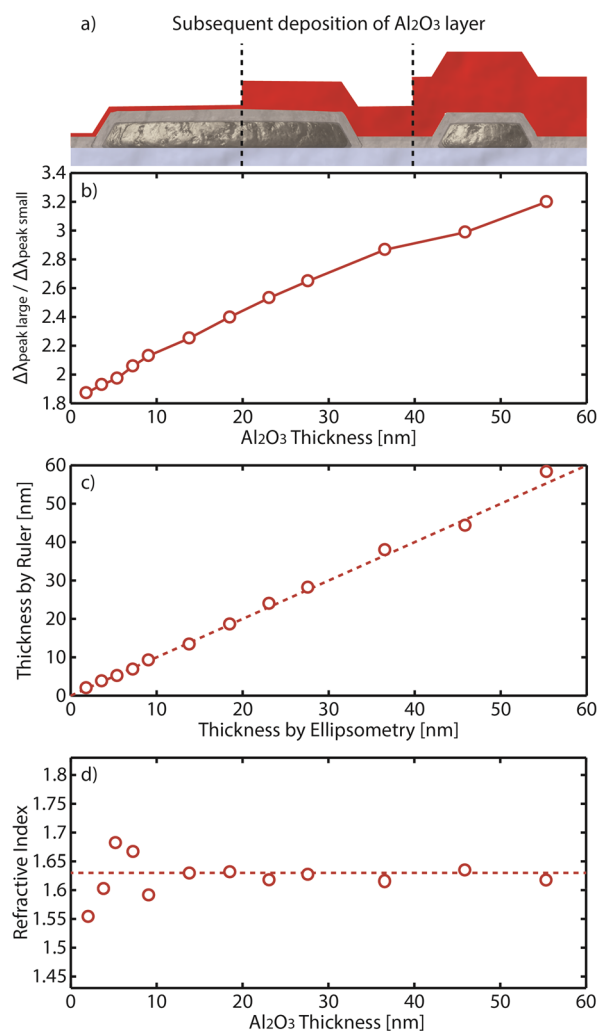 a) Subsequent deposition of Al2O3 layer
b)
3.4
3.2
3
2.8
2.6
2.4
2.2
2
1.8
Δλpeak large / Δλpeak small
0 10 20 30 40 50 60
Al2O3 Thickness [nm]
c)
60
50
40
30
20
10
0
Thickness by Ruler [nm]
0 10 20 30 40 50 60
Thickness by Ellipsometry [nm]
d)
1.8
1.75
1.7
1.65
1.6
1.55
1.5
1.45
Refractive Index
0 10 20 30 40 50 60
Al2O3 Thickness [nm]